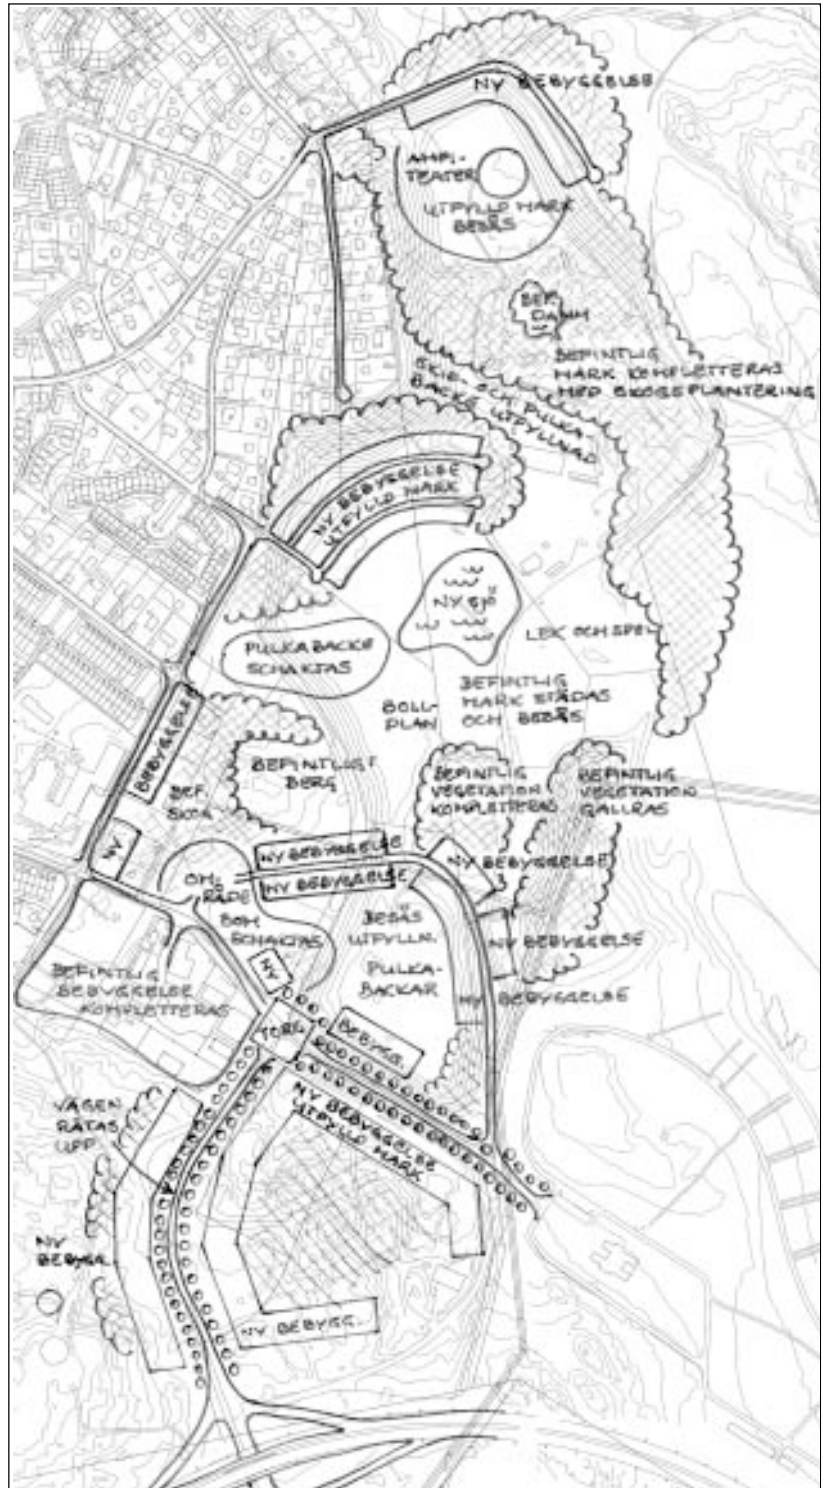 NY BEBYGGELSE
AMFI-
TEATER
UTFYLLD MARK
BESÅS
BEF.
DAMM
BEFINTLIG
MARK KOMPLETTERAS
MED SKOGSPLANTERING
SKID- OCH PULKA-
BACKE UTFYLLNAD
NY BEBYGGELSE
UTFYLLD MARK
NY SJÖ
LEK OCH SPEL
PULKABACKE
SCHAKTAS
BEFINTLIG
MARK STÄDAS
OCH BESÅS
BOLL-
PLAN
BEBYGGELSE
NY
BEF.
SKOG
BEFINTLIGT
BERG
BEFINTLIG
VEGETATION
KOMPLETTERAS
BEFINTLIG
VEGETATION
GALLRAS
NY BEBYGGELSE
NY BEBYGGELSE
NY BEBYGGELSE
OM-
RÅDE
SOM
SCHAKTAS
BESÅS
UTFYLLN.
PULKA-
BACKAR
NY BEBYGGELSE
NY BEBYGGELSE
BEFINTLIG
BEBYGGELSE
KOMPLETTERAS
NY
TORG
BEBYGG.
NY BEBYGGELSE
UTFYLLD MARK
VÄGEN
RÄTAS
UPP
NY
BEBYGG.
NY BEBYGG.